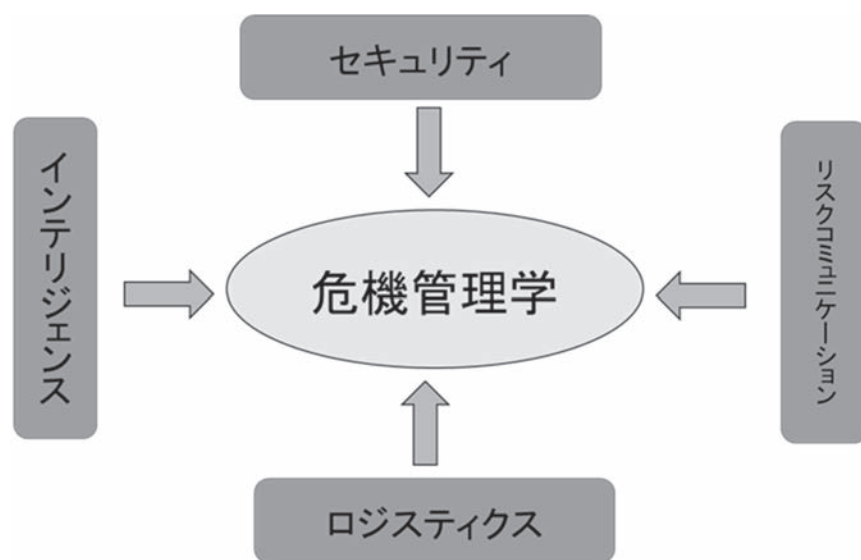 セキュリティ
インテリジェンス
危機管理学
リスクコミュニケーション
ロジスティクス